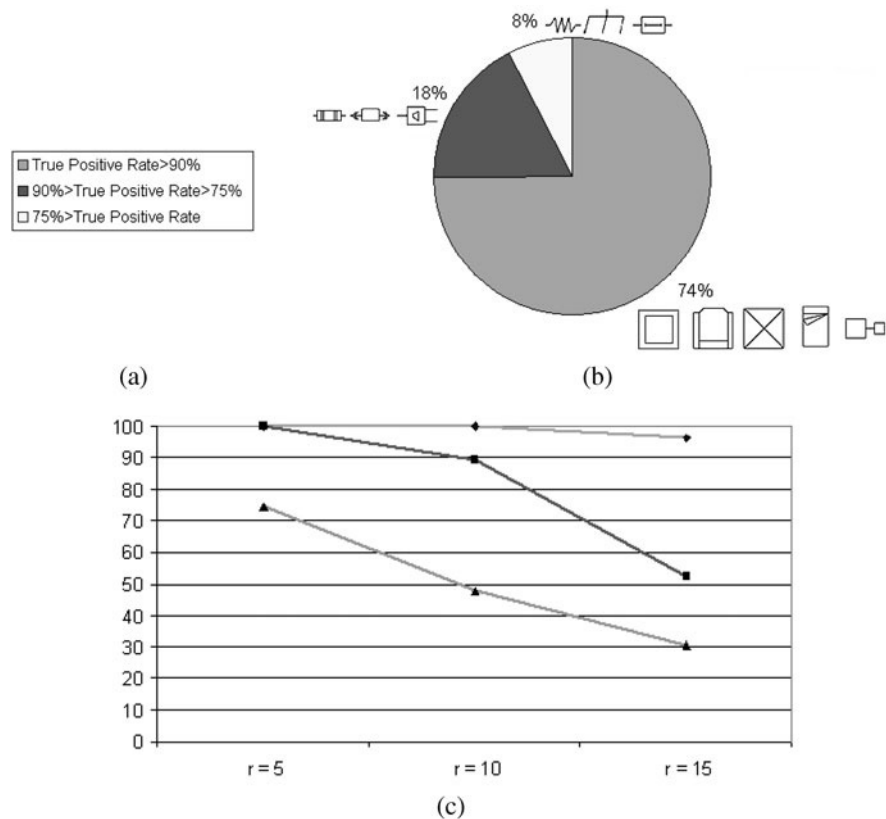 8%
18%
True Positive Rate>90%
90%>True Positive Rate>75%
75%>True Positive Rate
74%
(a)
(b)
100
90
80
70
60
50
40
30
20
10
0
r = 5
r = 10
r = 15
(c)